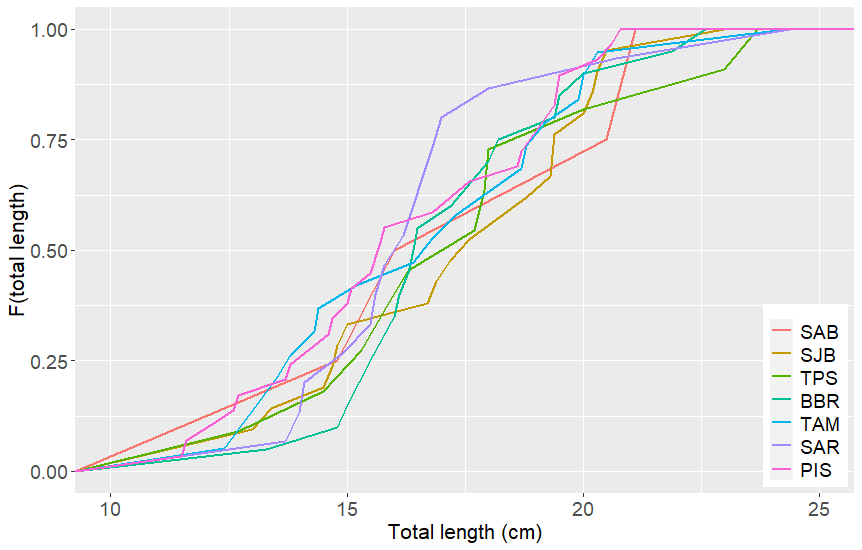 1.00
0.75
0.50
0.25
0.00
F(total length)
10
15
20
25
Total length (cm)
SAB
SJB
TPS
BBR
TAM
SAR
PIS